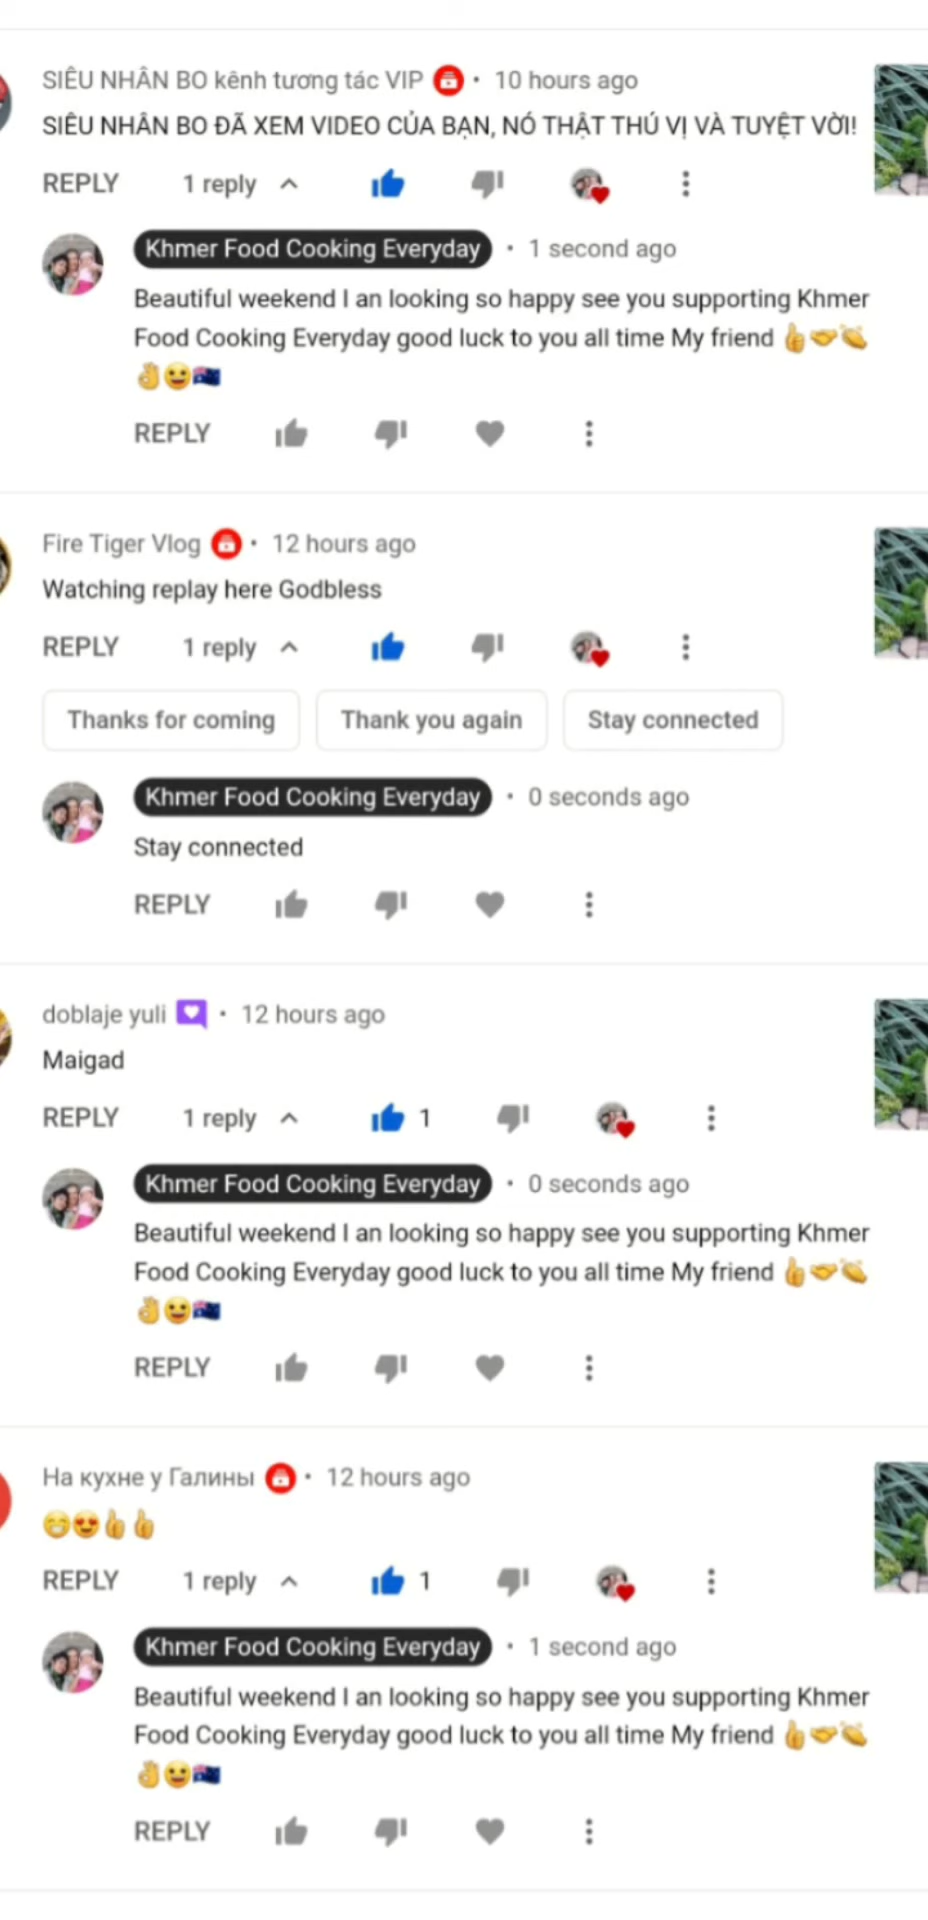 SIÊU NHÂN BO kênh tương tác VIP • 10 hours ago
SIÊU NHÂN BO ĐÃ XEM VIDEO CỦA BẠN, NÓ THẬT THÚ VỊ VÀ TUYỆT VỜI!
REPLY 1 reply
Khmer Food Cooking Everyday • 1 second ago
Beautiful weekend I an looking so happy see you supporting Khmer
Food Cooking Everyday good luck to you all time My friend 👍🤝👏
👌😀🇦🇺
REPLY
Fire Tiger Vlog • 12 hours ago
Watching replay here Godbless
REPLY 1 reply
Thanks for coming Thank you again Stay connected
Khmer Food Cooking Everyday • 0 seconds ago
Stay connected
REPLY
doblaje yuli • 12 hours ago
Maigad
REPLY 1 reply 1
Khmer Food Cooking Everyday • 0 seconds ago
Beautiful weekend I an looking so happy see you supporting Khmer
Food Cooking Everyday good luck to you all time My friend 👍🤝👏
👌😀🇦🇺
REPLY
На кухне у Галины • 12 hours ago
😁😍👍👍
REPLY 1 reply 1
Khmer Food Cooking Everyday • 1 second ago
Beautiful weekend I an looking so happy see you supporting Khmer
Food Cooking Everyday good luck to you all time My friend 👍🤝👏
👌😀🇦🇺
REPLY